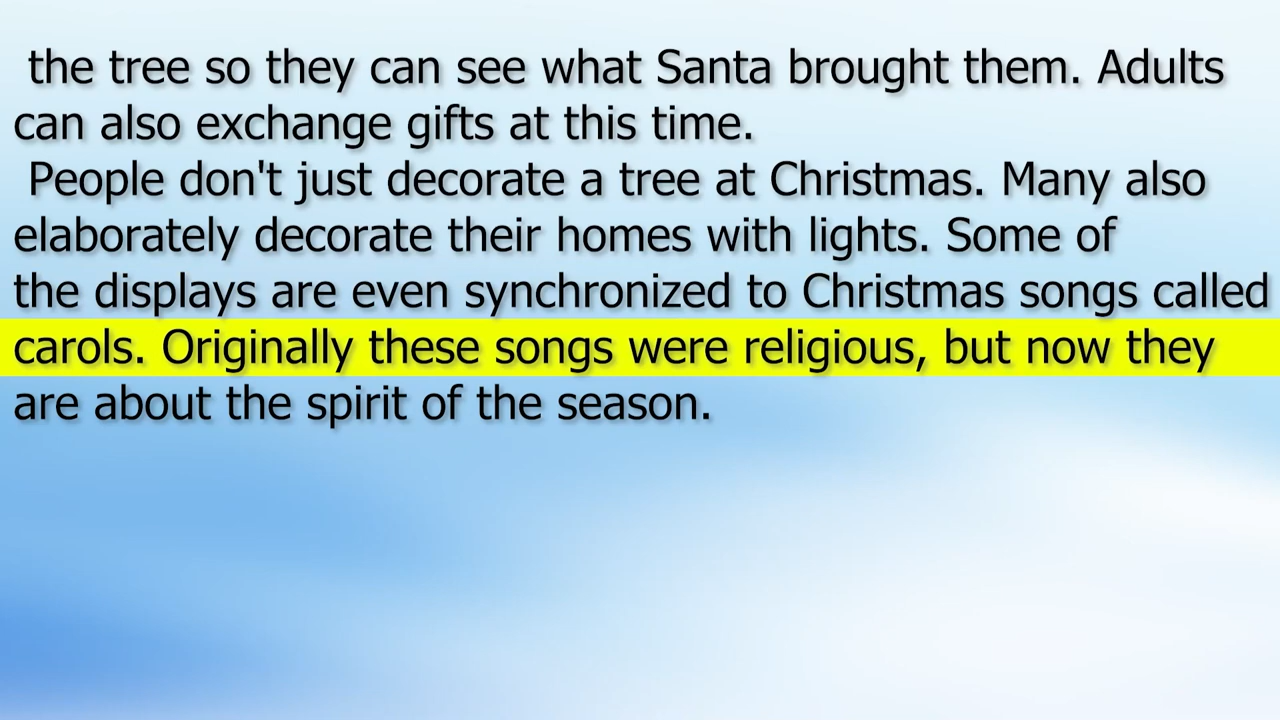 the tree so they can see what Santa brought them. Adults
can also exchange gifts at this time.
People don't just decorate a tree at Christmas. Many also
elaborately decorate their homes with lights. Some of
the displays are even synchronized to Christmas songs called
carols. Originally these songs were religious, but now they
are about the spirit of the season.